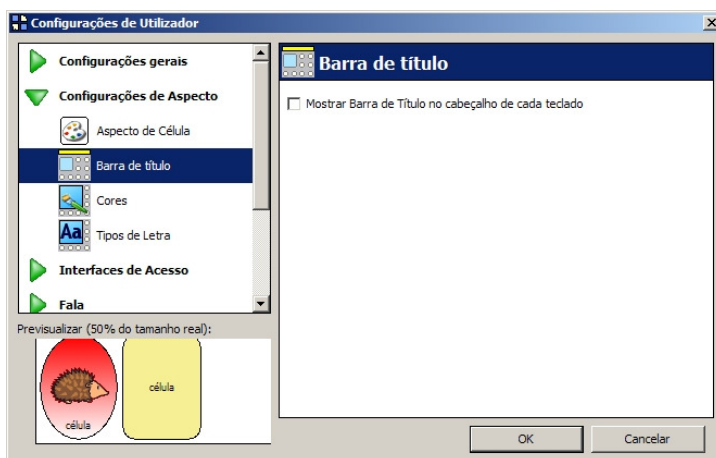 Configurações de Utilizador
Configurações gerais
Configurações de Aspecto
Aspecto de Célula
Barra de título
Cores
Aa
Tipos de Letra
Interfaces de Acesso
Fala
Previsualizar (50% do tamanho real):
célula
célula
Barra de título
Mostrar Barra de Título no cabeçalho de cada teclado
OK
Cancelar